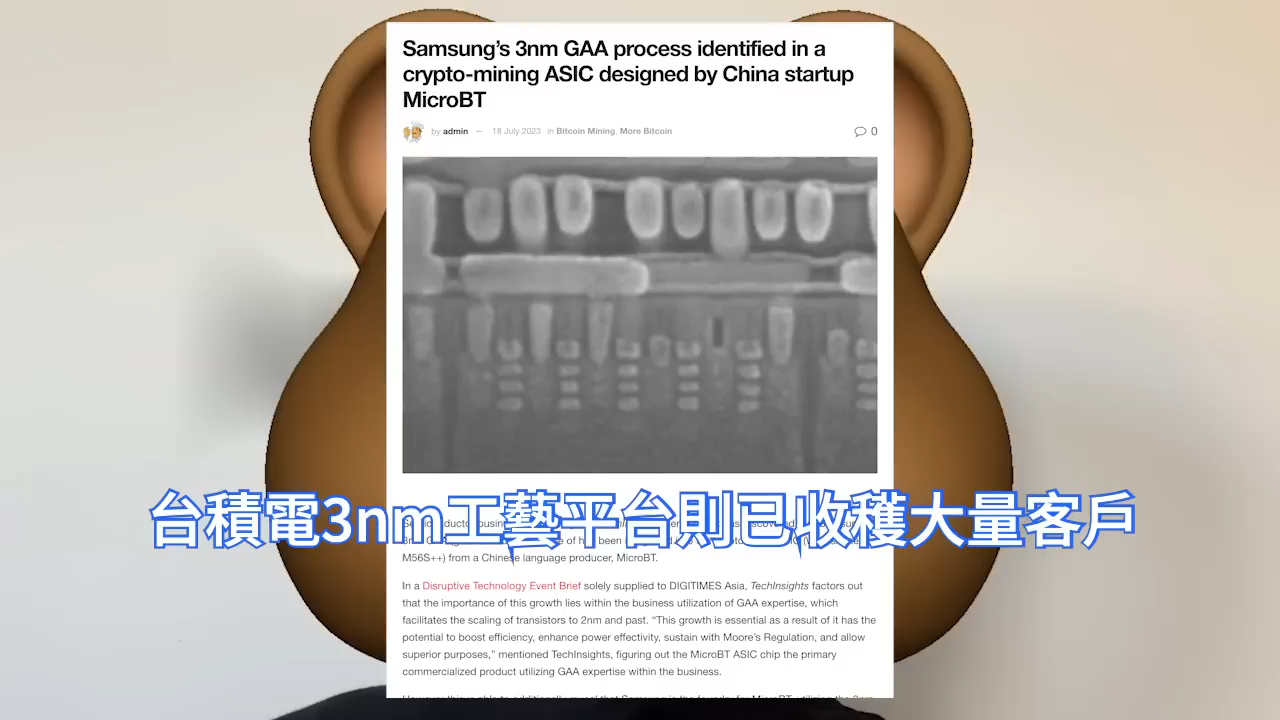 Samsung's 3nm GAA process identified in a
crypto-mining ASIC designed by China startup
MicroBT
by admin — 18 July 2023 in Bitcoin Mining, More Bitcoin 0
台積電3nm工藝平台則已收穫大量客戶
M56S++) from a Chinese language producer, MicroBT.
In a Disruptive Technology Event Brief solely supplied to DIGITIMES Asia, TechInsights factors out
that the importance of this growth lies within the business utilization of GAA expertise, which
facilitates the scaling of transistors to 2nm and past. “This growth is essential as a result of it has the
potential to boost efficiency, enhance power effectivity, sustain with Moore's Regulation, and allow
superior purposes,” mentioned TechInsights, figuring out the MicroBT ASIC chip the primary
commercialized product utilizing GAA expertise within the business.